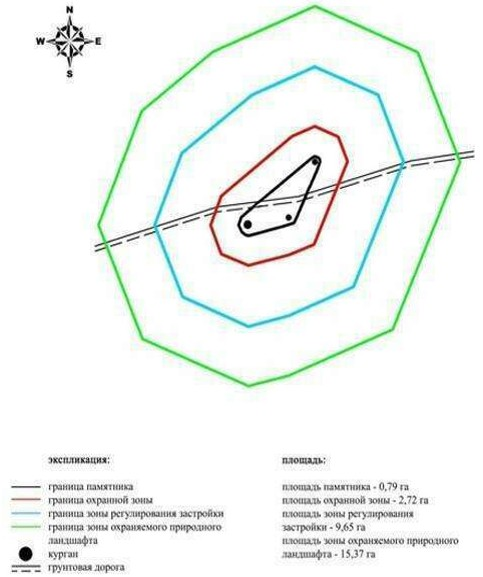 N
W E
S
экспликация:
граница памятника
граница охранной зоны
граница зоны регулирования застройки
граница зоны охраняемого природного
ландшафта
курган
грунтовая дорога
площадь:
площадь памятника - 0,79 га
площадь охранной зоны - 2,72 га
площадь зоны регулирования
застройки - 9,65 га
площадь зоны охраняемого природного
ландшафта - 15,37 га